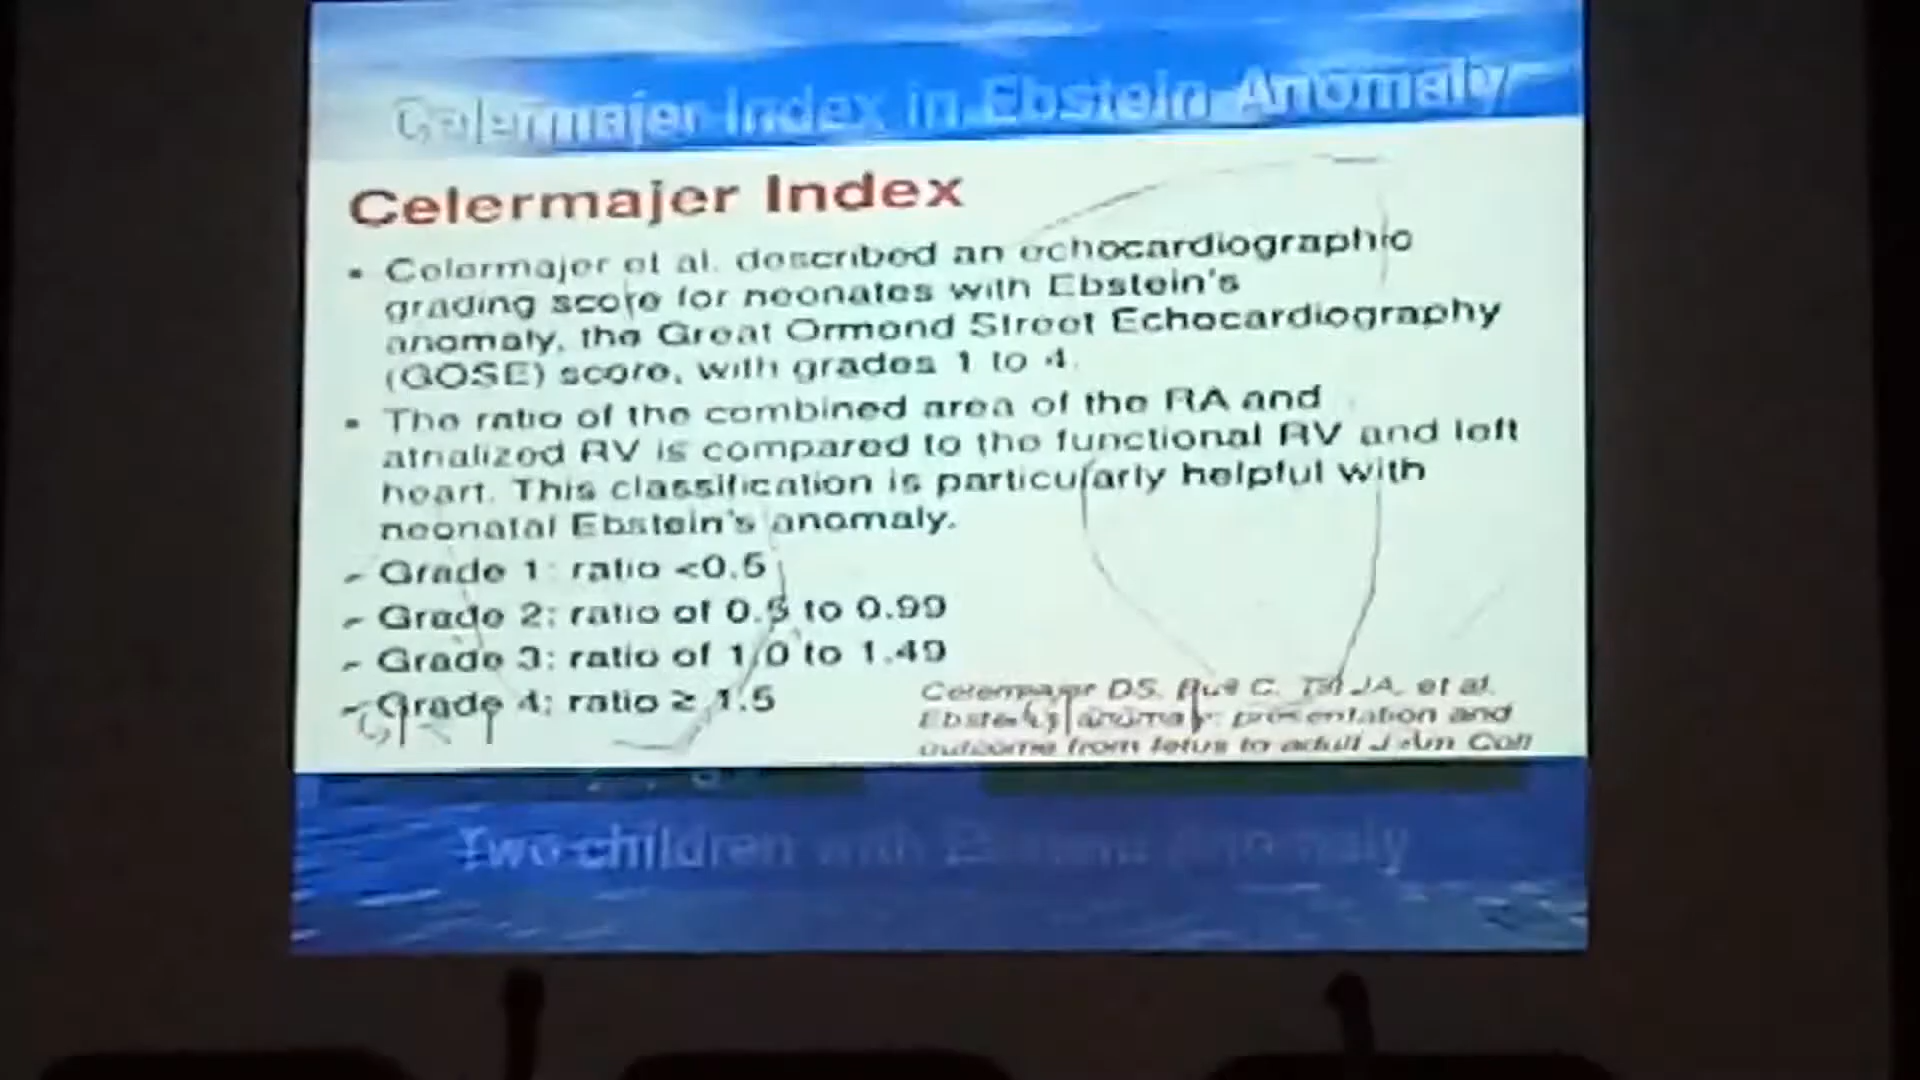 Celermajer Index in Ebstein Anomaly
Celermajer Index
• Celermajer et al. described an echocardiographic
grading score for neonates with Ebstein's
anomaly, the Great Ormond Street Echocardiography
(GOSE) score, with grades 1 to 4.
• The ratio of the combined area of the RA and
atrialized RV is compared to the functional RV and left
heart. This classification is particularly helpful with
neonatal Ebstein's anomaly.
- Grade 1: ratio <0.5
- Grade 2: ratio of 0.5 to 0.99
- Grade 3: ratio of 1.0 to 1.49
- Grade 4: ratio ≥ 1.5
Celermajer DS, C, JA, et al.
Ebstein's anomaly: presentation and
outcome from fetus to adult J Am Coll
Two children with Ebstein Anomaly